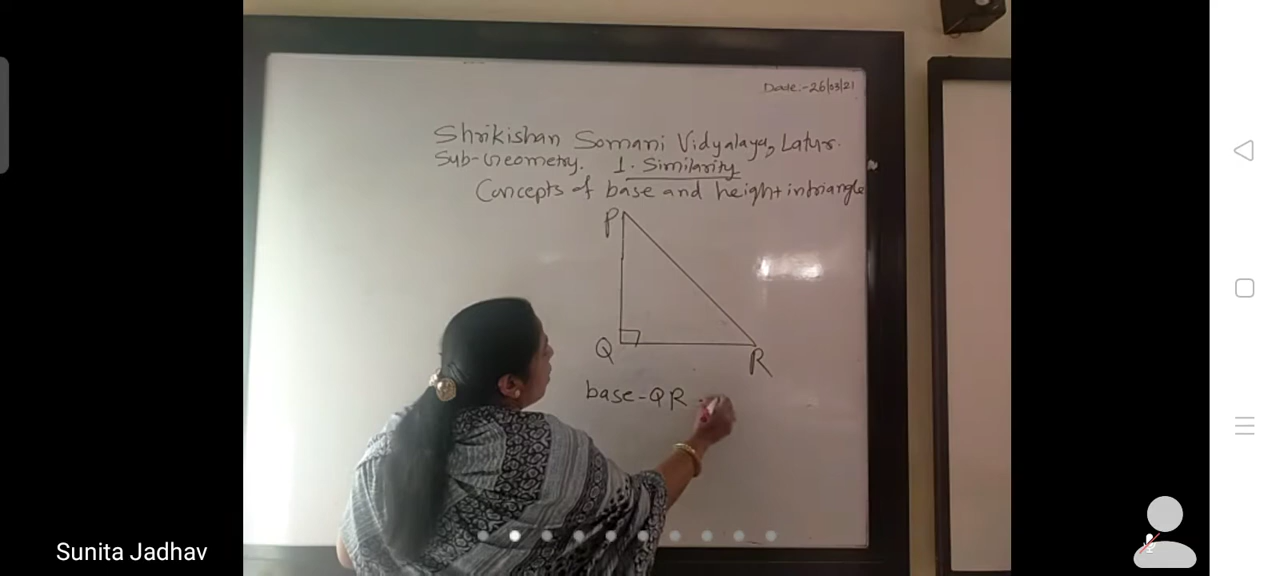 Date:-26/03/21
Shrikishan Somani Vidyalaya, Latur.
Sub-Geometry. 1. Similarity
Concepts of base and height in triangle
P
Q
R
base-QR
Sunita Jadhav